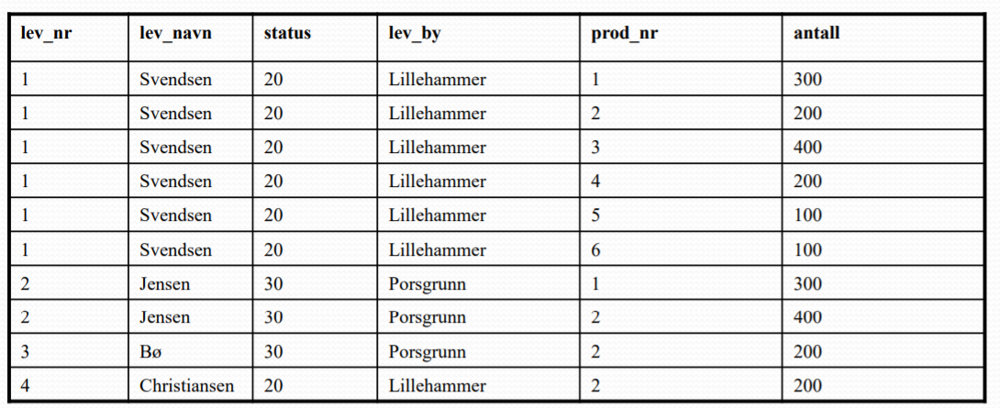 lev_nr lev_navn status lev_by prod_nr antall
1 Svendsen 20 Lillehammer 1 300
1 Svendsen 20 Lillehammer 2 200
1 Svendsen 20 Lillehammer 3 400
1 Svendsen 20 Lillehammer 4 200
1 Svendsen 20 Lillehammer 5 100
1 Svendsen 20 Lillehammer 6 100
2 Jensen 30 Porsgrunn 1 300
2 Jensen 30 Porsgrunn 2 400
3 Bø 30 Porsgrunn 2 200
4 Christiansen 20 Lillehammer 2 200